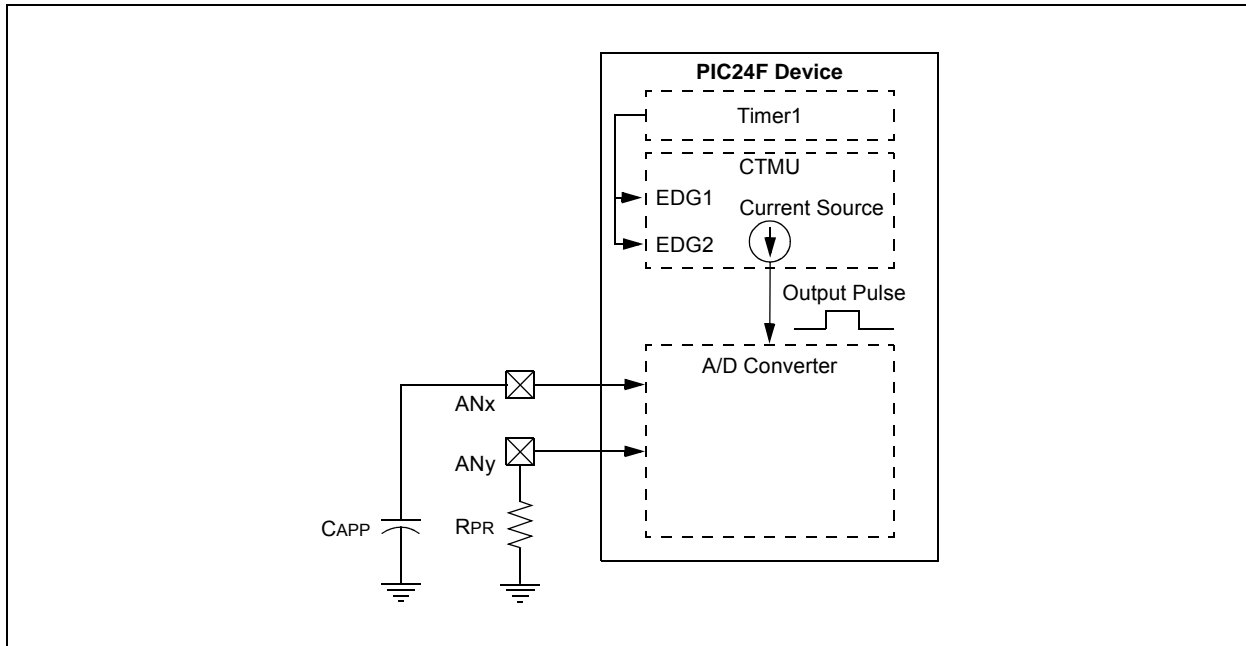 PIC24F Device
Timer1
CTMU
EDG1
Current Source
EDG2
Output Pulse
A/D Converter
ANx
ANy
CAPP
RPR